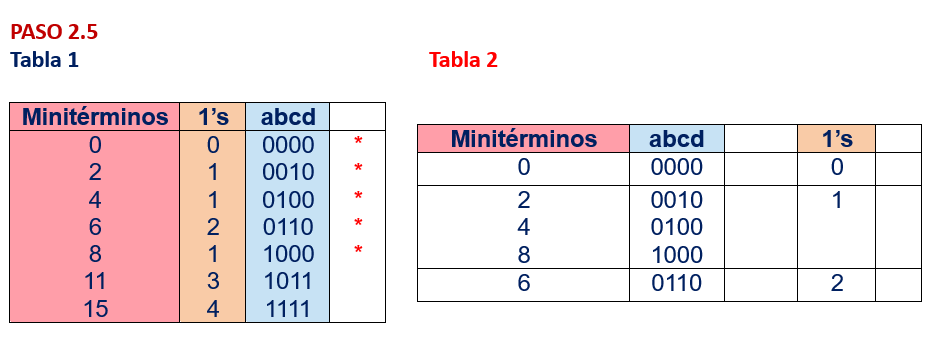 PASO 2.5
Tabla 1
Minitérminos 1's abcd
0 0 0000 *
2 1 0010 *
4 1 0100 *
6 2 0110 *
8 1 1000 *
11 3 1011
15 4 1111
Tabla 2
Minitérminos abcd 1's
0 0000 0
2 0010 1
4 0100
8 1000
6 0110 2